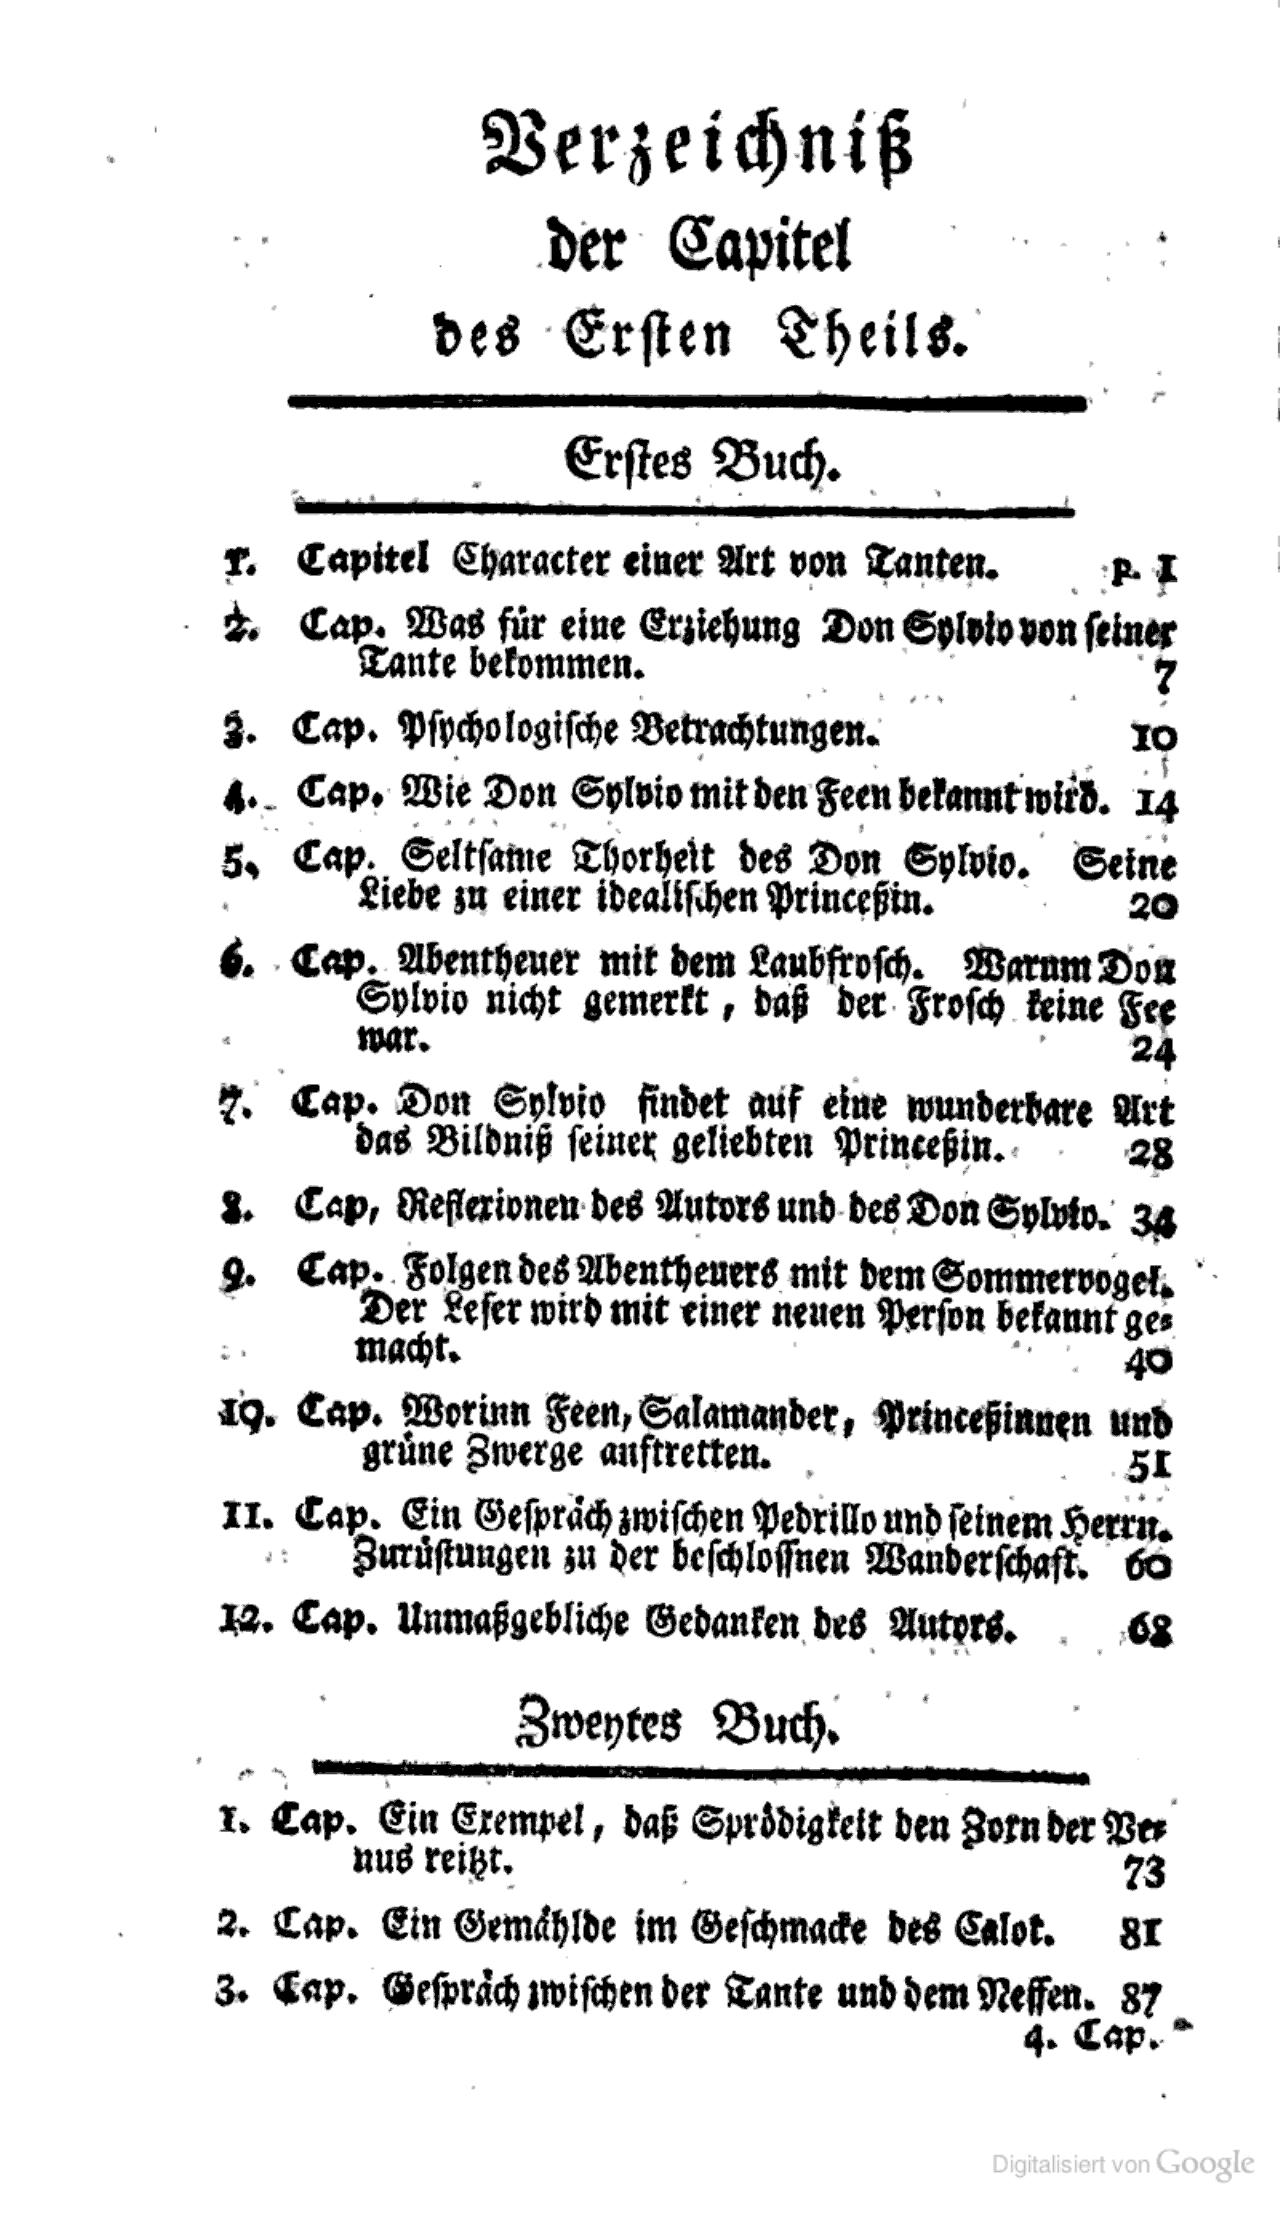 Verzeichniß
der Capitel
des Erſten Theils.
Erſtes Buch.
1. Capitel Character einer Art von Tanten. p. 1
2. Cap. Was für eine Erziehung Don Sylvio von ſeiner
Tante bekommen. 7
3. Cap. Pſychologiſche Betrachtungen. 10
4. Cap. Wie Don Sylvio mit den Feen bekannt wird. 14
5. Cap. Seltſame Thorheit des Don Sylvio. Seine
Liebe zu einer idealiſchen Princeßin. 20
6. Cap. Abentheuer mit dem Laubfroſch. Warum Don
Sylvio nicht gemerkt, daß der Froſch keine Fee
war. 24
7. Cap. Don Sylvio findet auf eine wunderbare Art
das Bildniß ſeiner geliebten Princeßin. 28
8. Cap, Reflexionen des Autors und des Don Sylvio. 34
9. Cap. Folgen des Abentheuers mit dem Sommervogel.
Der Leſer wird mit einer neuen Perſon bekannt ge⸗
macht. 40
10. Cap. Worinn Feen, Salamander, Princeßinnen und
grüne Zwerge auftretten. 51
11. Cap. Ein Geſpräch zwiſchen Pedrillo und ſeinem Herrn.
Zurüſtungen zu der beſchloſſnen Wanderſchaft. 60
12. Cap. Unmaßgebliche Gedanken des Autors. 68
Zweytes Buch.
1. Cap. Ein Exempel, daß Sprödigkeit den Zorn der Ve⸗
nus reitzt. 73
2. Cap. Ein Gemählde im Geſchmacke des Calot. 81
3. Cap. Geſpräch zwiſchen der Tante und dem Neffen. 87
4. Cap.
Digitalisiert von Google